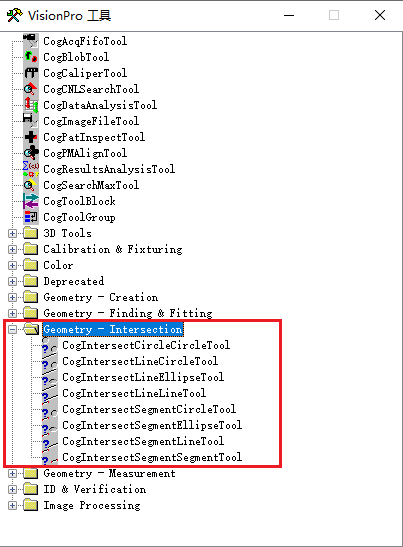 VisionPro 工具
CogAcqFifoTool
CogBlobTool
CogCaliperTool
CogCNLSearchTool
CogDataAnalysisTool
CogImageFileTool
CogPatInspectTool
CogPMAlignTool
CogResultsAnalysisTool
CogSearchMaxTool
CogToolBlock
CogToolGroup
3D Tools
Calibration & Fixturing
Color
Deprecated
Geometry - Creation
Geometry - Finding & Fitting
Geometry - Intersection
CogIntersectCircleCircleTool
CogIntersectLineCircleTool
CogIntersectLineEllipseTool
CogIntersectLineLineTool
CogIntersectSegmentCircleTool
CogIntersectSegmentEllipseTool
CogIntersectSegmentLineTool
CogIntersectSegmentSegmentTool
Geometry - Measurement
ID & Verification
Image Processing